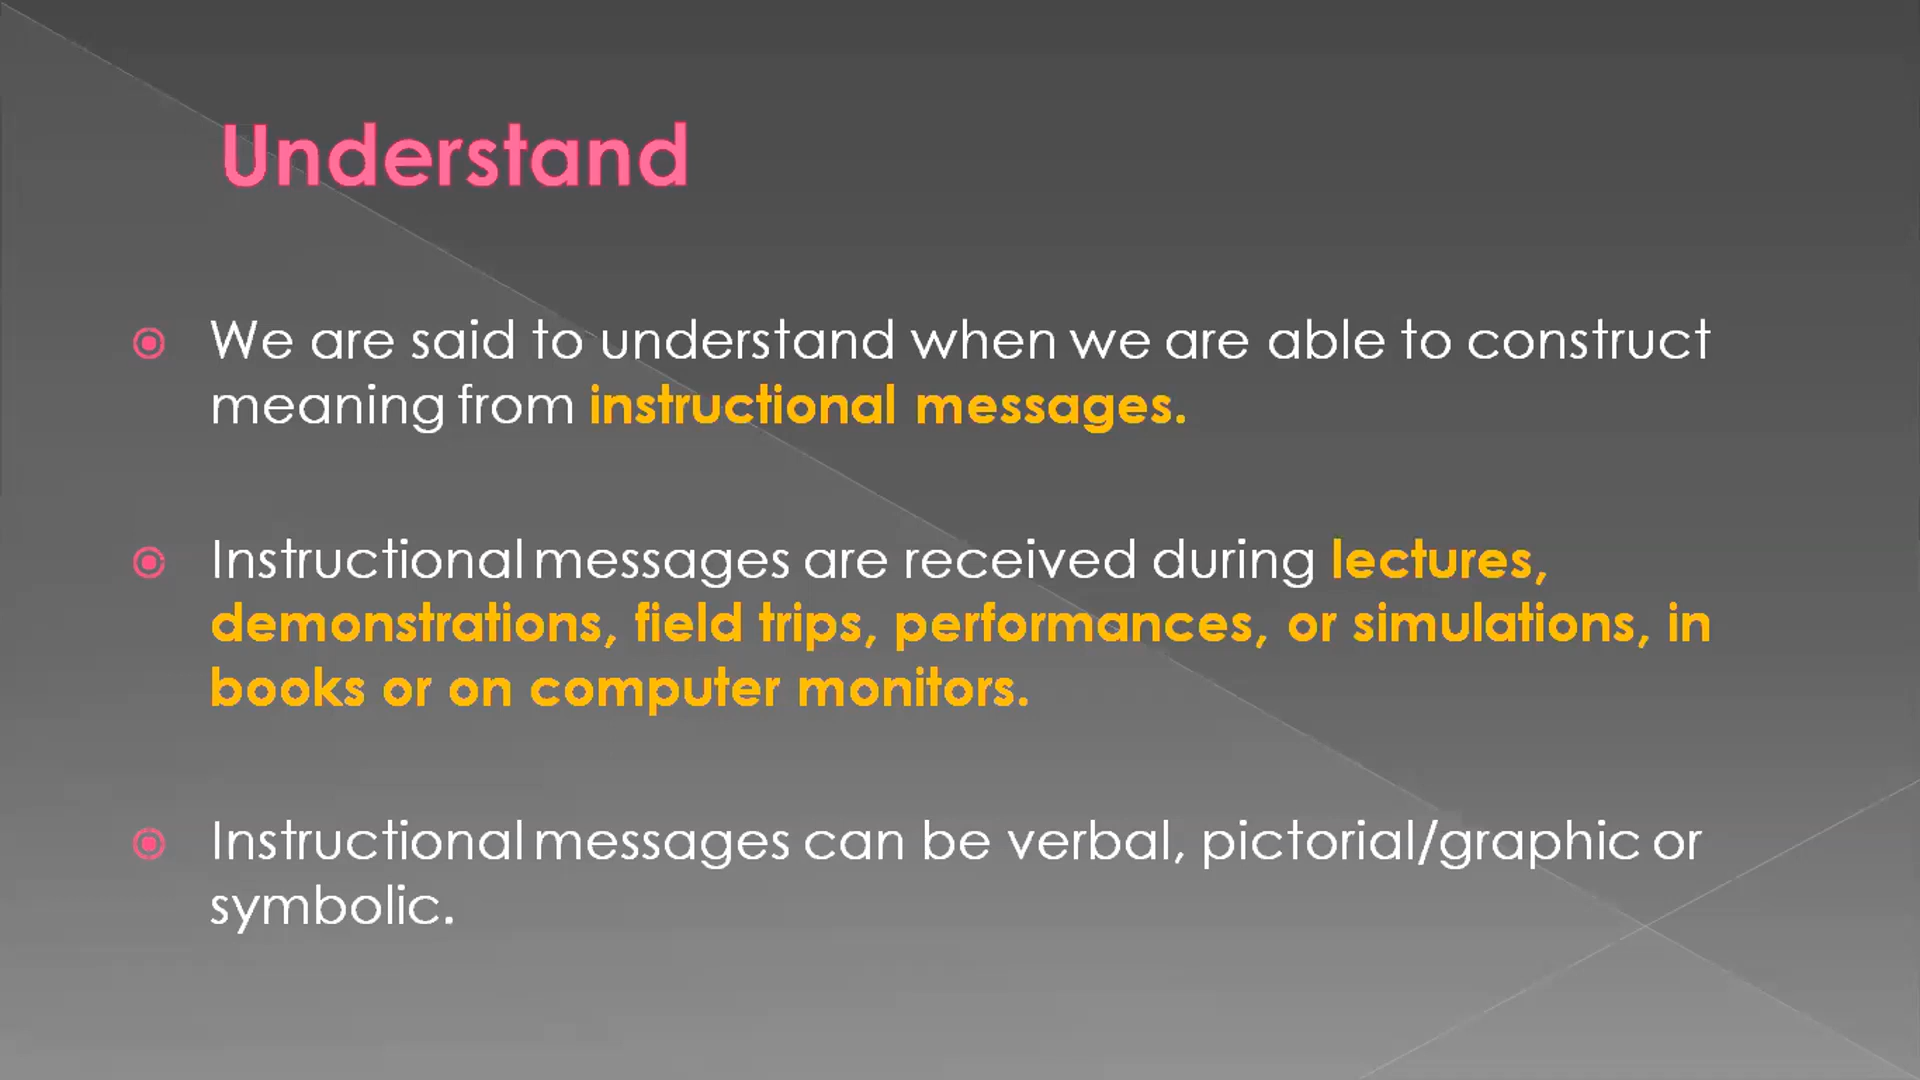 Understand
We are said to understand when we are able to construct
meaning from instructional messages.
Instructional messages are received during lectures,
demonstrations, field trips, performances, or simulations, in
books or on computer monitors.
Instructional messages can be verbal, pictorial/graphic or
symbolic.